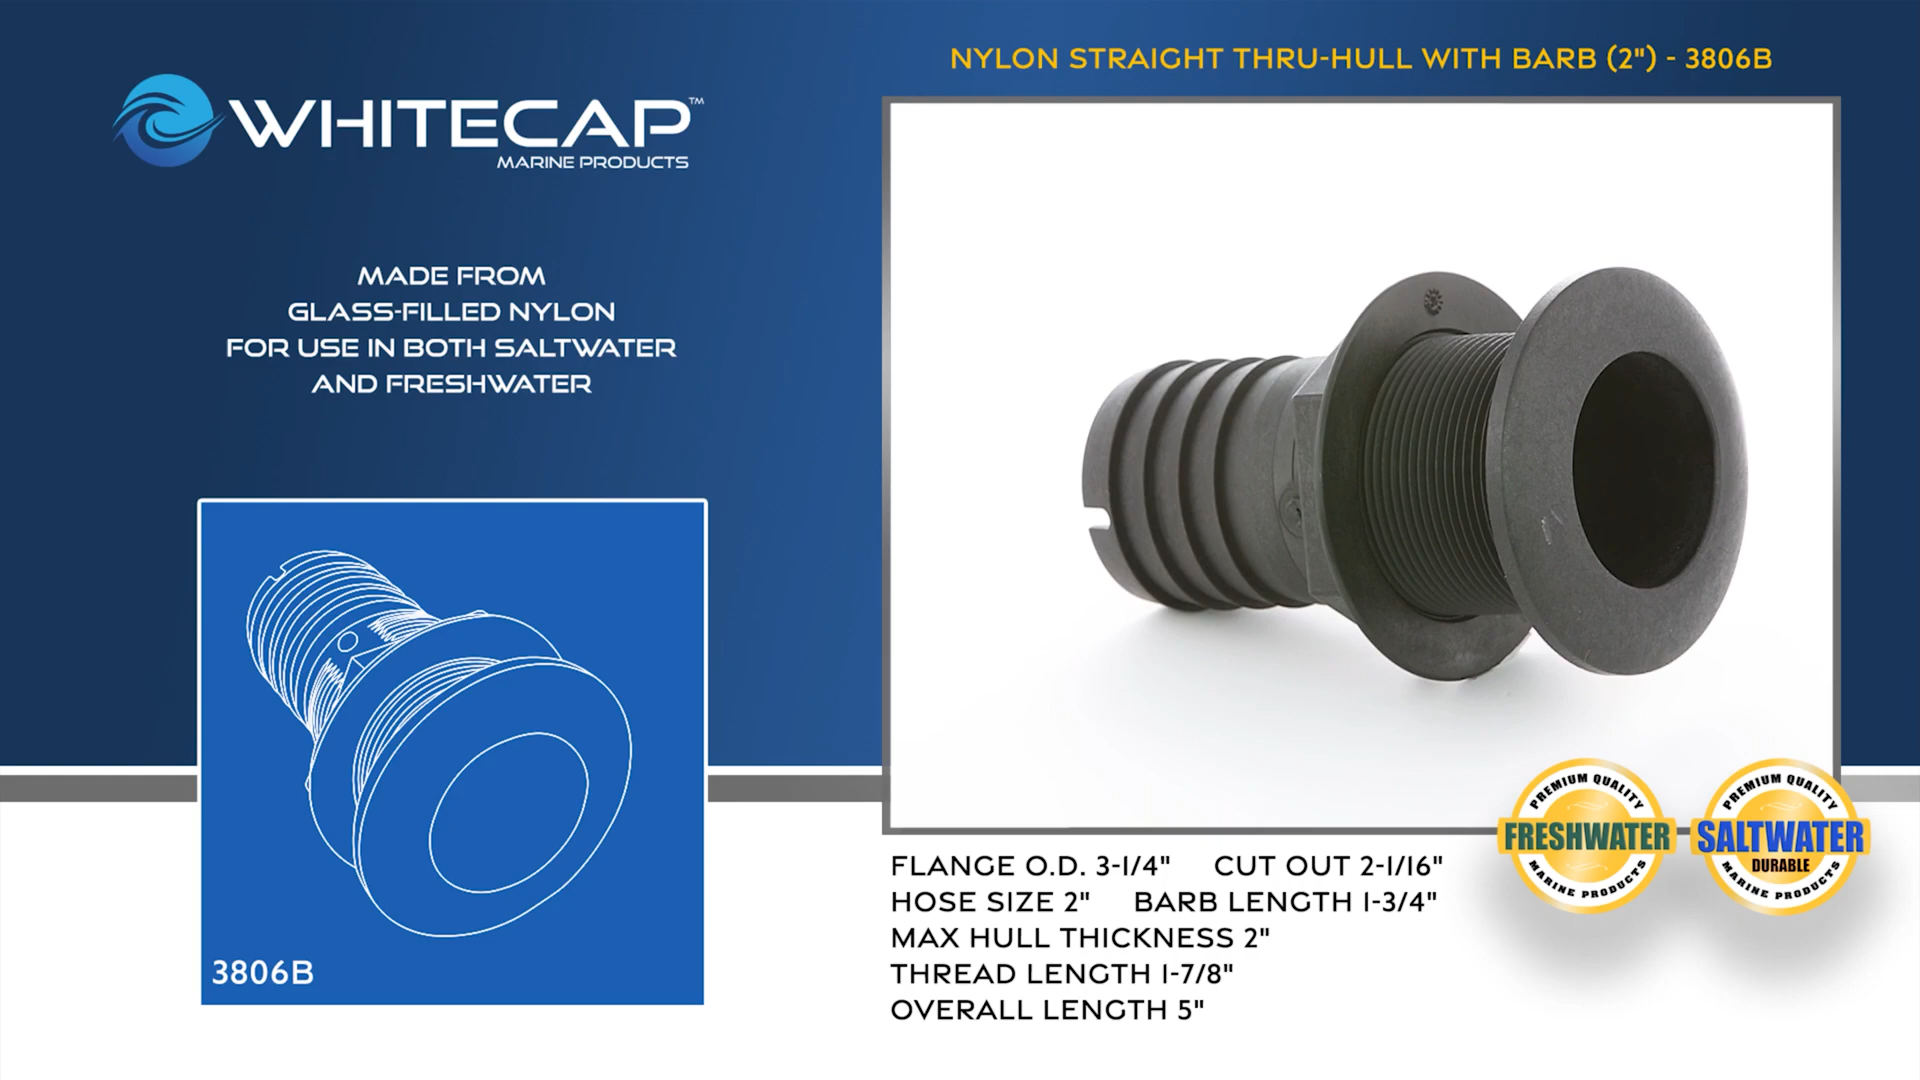 WHITECAP™
MARINE PRODUCTS
MADE FROM
GLASS-FILLED NYLON
FOR USE IN BOTH SALTWATER
AND FRESHWATER
3806B
NYLON STRAIGHT THRU-HULL WITH BARB (2") - 3806B
PREMIUM QUALITY
FRESHWATER
MARINE PRODUCTS
PREMIUM QUALITY
SALTWATER
DURABLE
MARINE PRODUCTS
FLANGE O.D. 3-1/4" CUT OUT 2-1/16"
HOSE SIZE 2" BARB LENGTH 1-3/4"
MAX HULL THICKNESS 2"
THREAD LENGTH 1-7/8"
OVERALL LENGTH 5"